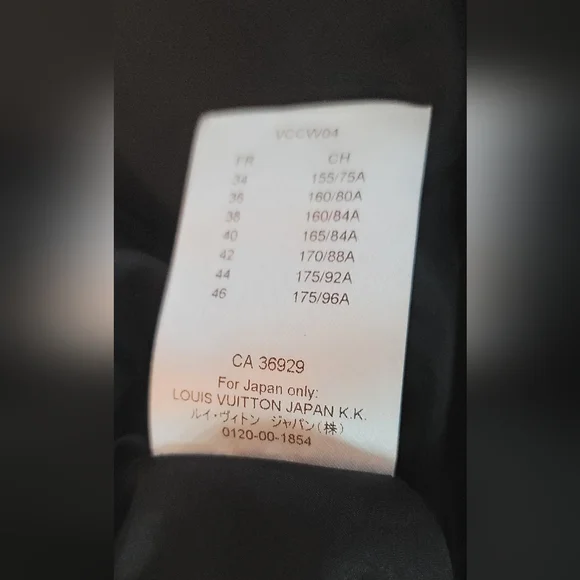 VCCW04
FR CH
34 155/75A
36 160/80A
38 160/84A
40 165/84A
42 170/88A
44 175/92A
46 175/96A
CA 36929
For Japan only:
LOUIS VUITTON JAPAN K.K.
ルイ・ヴィトン ジャパン(株)
0120-00-1854